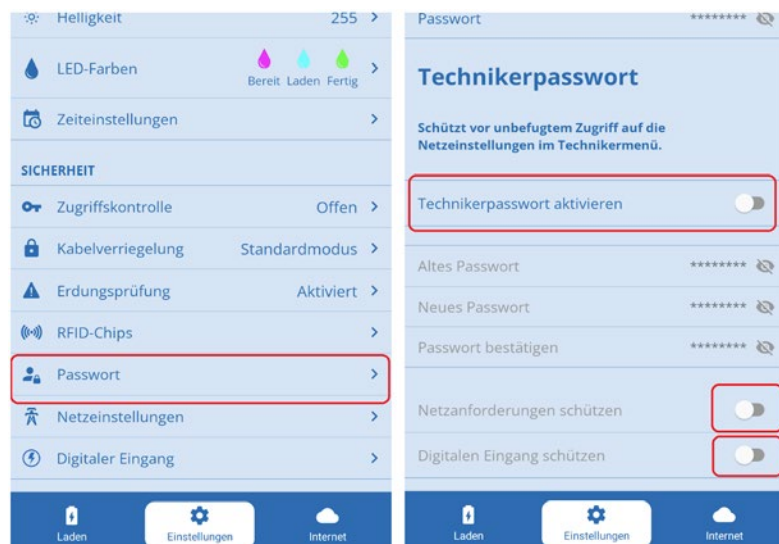 Helligkeit 255
LED-Farben
Bereit Laden Fertig
Zeiteinstellungen
SICHERHEIT
Zugriffskontrolle Offen
Kabelverriegelung Standardmodus
Erdungsprüfung Aktiviert
RFID-Chips
Passwort
Netzeinstellungen
Digitaler Eingang
Laden Einstellungen Internet
Passwort ********
Technikerpasswort
Schützt vor unbefugtem Zugriff auf die
Netzeinstellungen im Technikermenü.
Technikerpasswort aktivieren
Altes Passwort ********
Neues Passwort ********
Passwort bestätigen ********
Netzanforderungen schützen
Digitalen Eingang schützen
Laden Einstellungen Internet